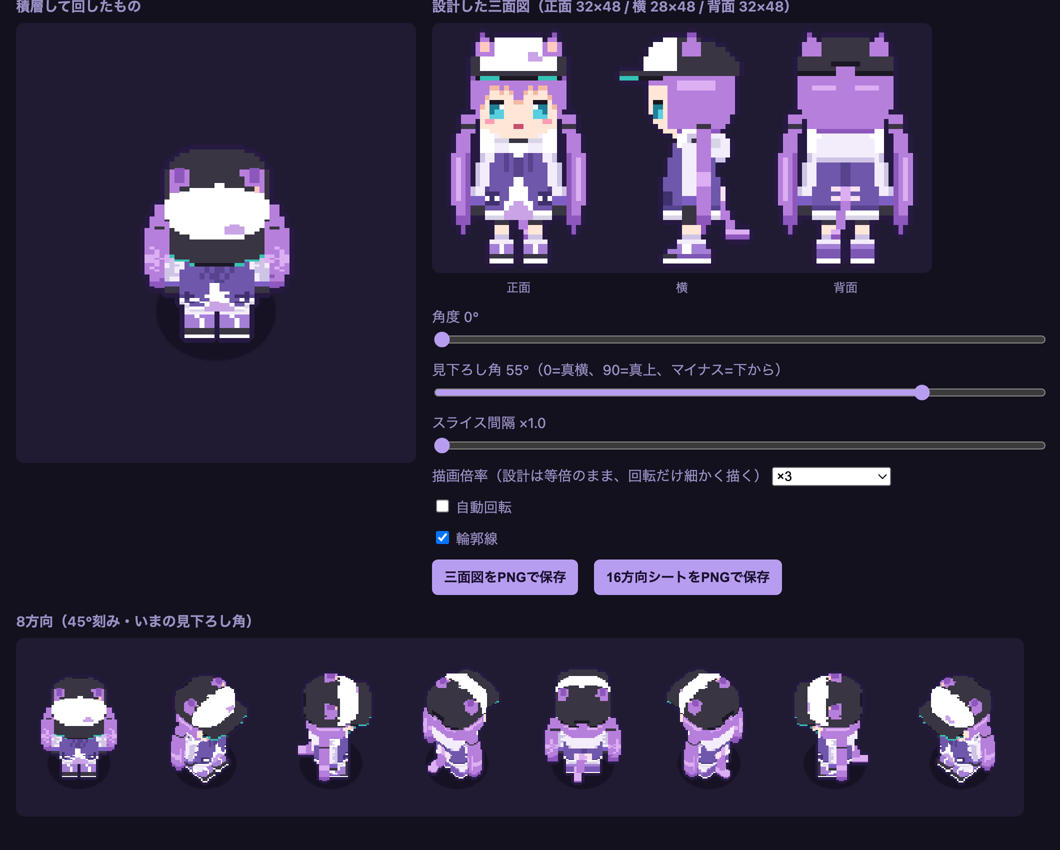 積層して回したもの
設計した三面図（正面 32×48 / 横 28×48 / 背面 32×48）
正面
横
背面
角度 0°
見下ろし角 55°（0=真横、90=真上、マイナス=下から）
スライス間隔 ×1.0
描画倍率（設計は等倍のまま、回転だけ細かく描く） ×3
自動回転
輪郭線
三面図をPNGで保存
16方向シートをPNGで保存
8方向（45°刻み・いまの見下ろし角）